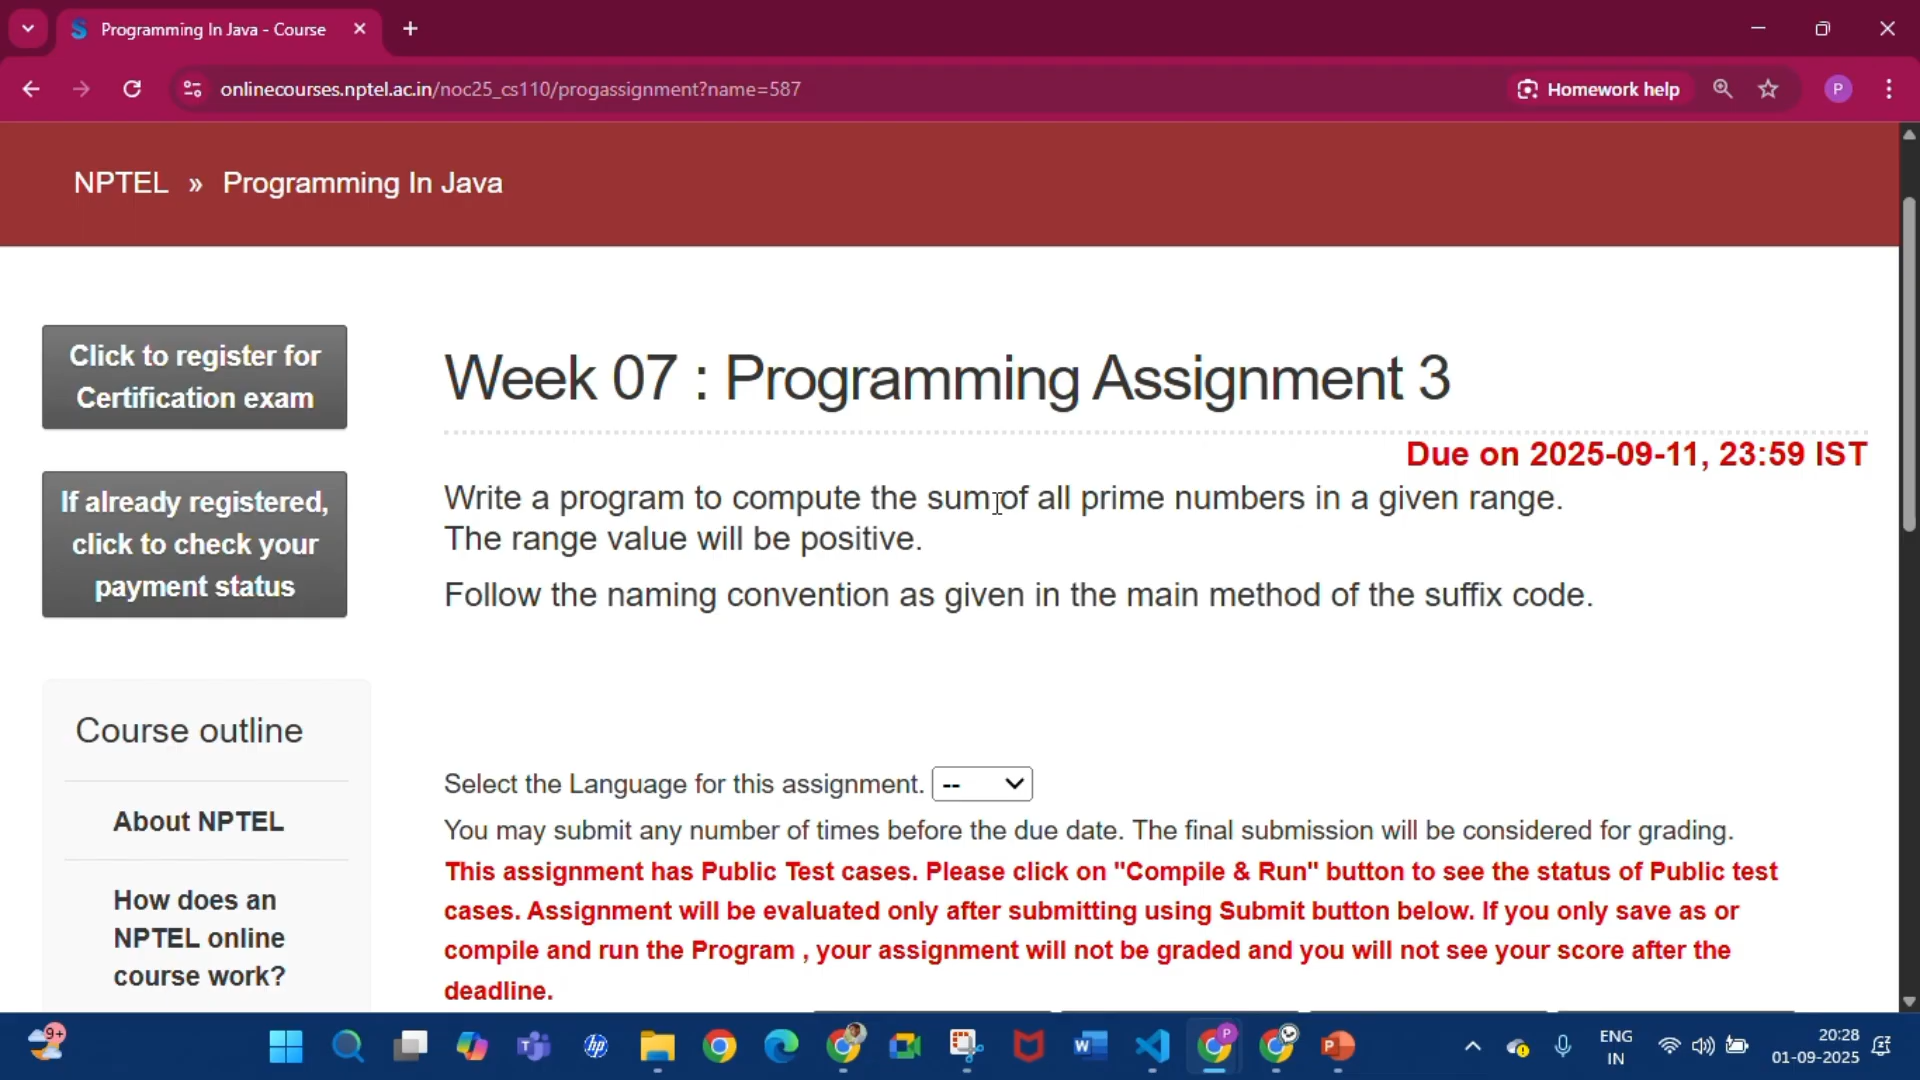 Programming In Java - Course
onlinecourses.nptel.ac.in/noc25_cs110/progassignment?name=587
Homework help
P
NPTEL » Programming In Java
Click to register for
Certification exam
If already registered,
click to check your
payment status
Course outline
About NPTEL
How does an
NPTEL online
course work?
Week 07 : Programming Assignment 3
Due on 2025-09-11, 23:59 IST
Write a program to compute the sum of all prime numbers in a given range.
The range value will be positive.
Follow the naming convention as given in the main method of the suffix code.
Select the Language for this assignment. --
You may submit any number of times before the due date. The final submission will be considered for grading.
This assignment has Public Test cases. Please click on "Compile & Run" button to see the status of Public test
cases. Assignment will be evaluated only after submitting using Submit button below. If you only save as or
compile and run the Program , your assignment will not be graded and you will not see your score after the
deadline.
9+
ENG
IN
20:28
01-09-2025